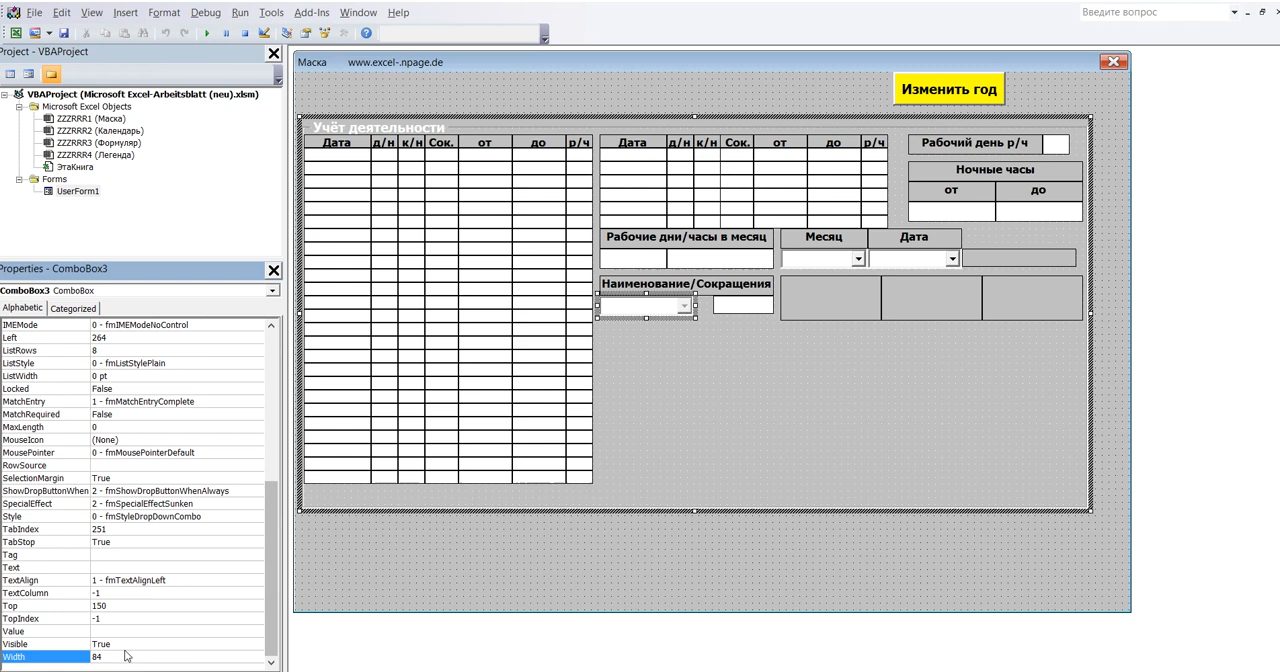 File Edit View Insert Format Debug Run Tools Add-Ins Window Help Введите вопрос
Project - VBAProject
VBAProject (Microsoft Excel-Arbeitsblatt (neu).xlsm)
Microsoft Excel Objects
ZZZRRR1 (Маска)
ZZZRRR2 (Календарь)
ZZZRRR3 (Формуляр)
ZZZRRR4 (Легенда)
ЭтаКнига
Forms
UserForm1
Properties - ComboBox3
ComboBox3 ComboBox
Alphabetic Categorized
IMEMode 0 - fmIMEModeNoControl
Left 264
ListRows 8
ListStyle 0 - fmListStylePlain
ListWidth 0 pt
Locked False
MatchEntry 1 - fmMatchEntryComplete
MatchRequired False
MaxLength 0
MouseIcon (None)
MousePointer 0 - fmMousePointerDefault
RowSource
SelectionMargin True
ShowDropButtonWhen 2 - fmShowDropButtonWhenAlways
SpecialEffect 2 - fmSpecialEffectSunken
Style 0 - fmStyleDropDownCombo
TabIndex 251
TabStop True
Tag
Text
TextAlign 1 - fmTextAlignLeft
TextColumn -1
Top 150
TopIndex -1
Value
Visible True
Width 84
Маска www.excel-.npage.de
Изменить год
Учёт деятельности
Дата д/н к/н Сок. от до р/ч Дата д/н к/н Сок. от до р/ч
Рабочий день р/ч
Ночные часы
от до
Рабочие дни/часы в месяц Месяц Дата
Наименование/Сокращения